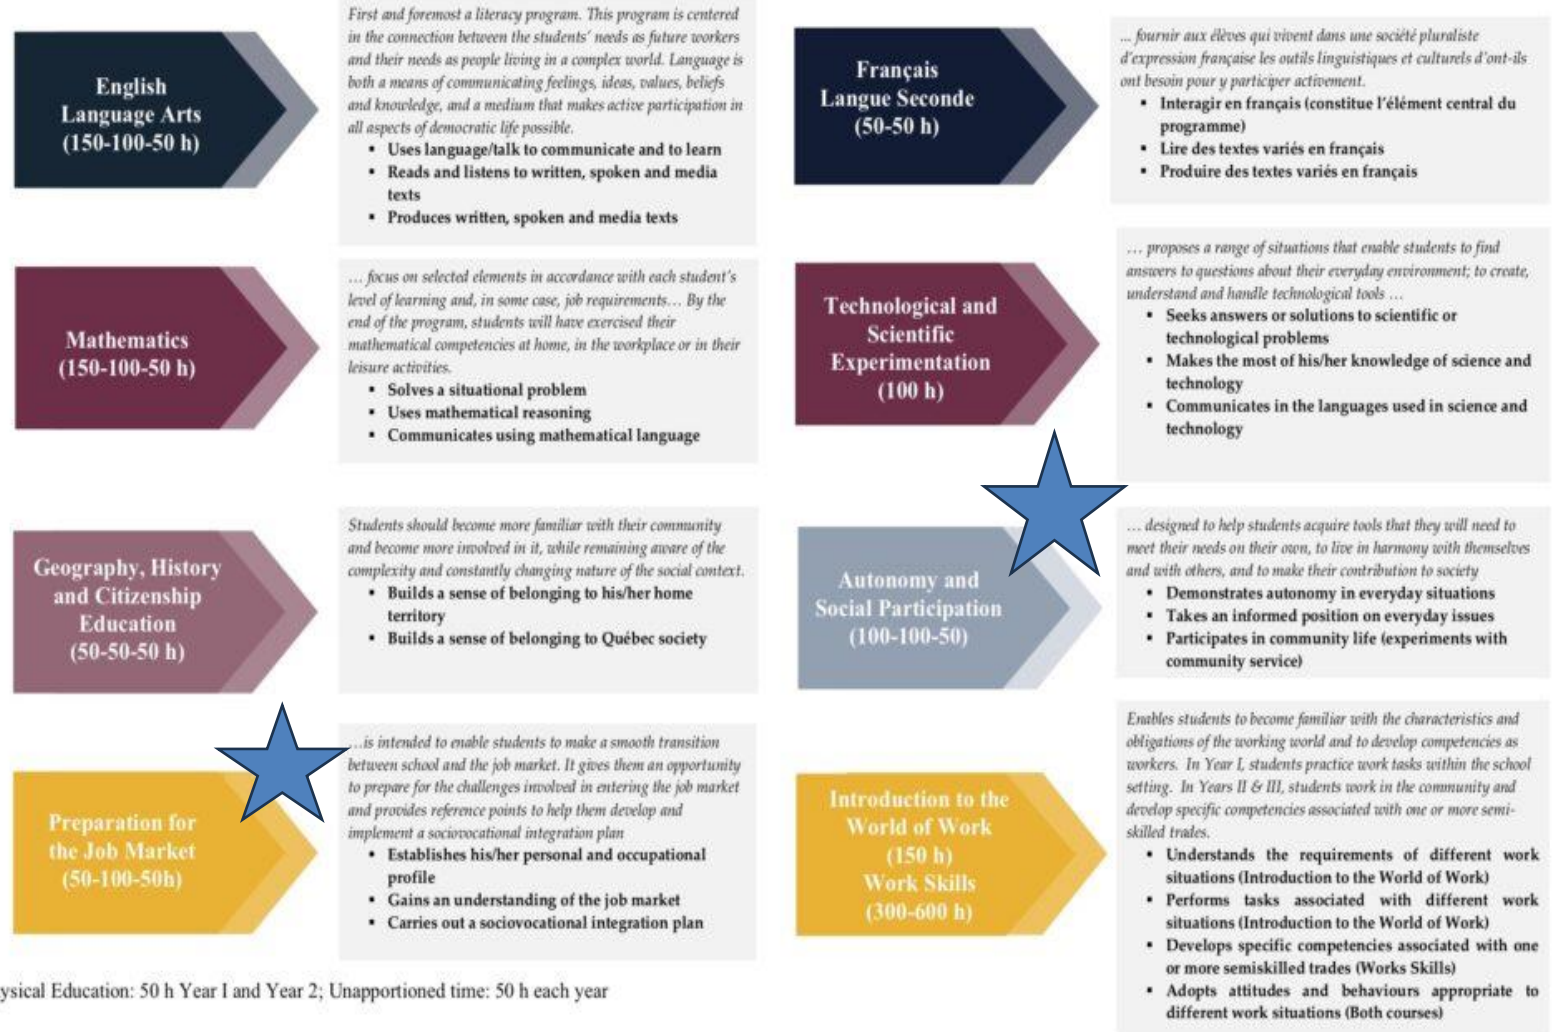 English
Language Arts
(150-100-50 h)
First and foremost a literacy program. This program is centered
in the connection between the students' needs as future workers
and their needs as people living in a complex world. Language is
both a means of communicating feelings, ideas, values, beliefs
and knowledge, and a medium that makes active participation in
all aspects of democratic life possible.
▪ Uses language/talk to communicate and to learn
▪ Reads and listens to written, spoken and media
texts
▪ Produces written, spoken and media texts
Français
Langue Seconde
(50-50 h)
... fournir aux élèves qui vivent dans une société pluraliste
d'expression française les outils linguistiques et culturels d'ont-ils
ont besoin pour y participer activement.
▪ Interagir en français (constitue l'élément central du
programme)
▪ Lire des textes variés en français
▪ Produire des textes variés en français
Mathematics
(150-100-50 h)
… focus on selected elements in accordance with each student's
level of learning and, in some case, job requirements… By the
end of the program, students will have exercised their
mathematical competencies at home, in the workplace or in their
leisure activities.
▪ Solves a situational problem
▪ Uses mathematical reasoning
▪ Communicates using mathematical language
Technological and
Scientific
Experimentation
(100 h)
… proposes a range of situations that enable students to find
answers to questions about their everyday environment; to create,
understand and handle technological tools …
▪ Seeks answers or solutions to scientific or
technological problems
▪ Makes the most of his/her knowledge of science and
technology
▪ Communicates in the languages used in science and
technology
Geography, History
and Citizenship
Education
(50-50-50 h)
Students should become more familiar with their community
and become more involved in it, while remaining aware of the
complexity and constantly changing nature of the social context.
▪ Builds a sense of belonging to his/her home
territory
▪ Builds a sense of belonging to Québec society
Autonomy and
Social Participation
(100-100-50)
… designed to help students acquire tools that they will need to
meet their needs on their own, to live in harmony with themselves
and with others, and to make their contribution to society
▪ Demonstrates autonomy in everyday situations
▪ Takes an informed position on everyday issues
▪ Participates in community life (experiments with
community service)
Preparation for
the Job Market
(50-100-50h)
…is intended to enable students to make a smooth transition
between school and the job market. It gives them an opportunity
to prepare for the challenges involved in entering the job market
and provides reference points to help them develop and
implement a sociovocational integration plan
▪ Establishes his/her personal and occupational
profile
▪ Gains an understanding of the job market
▪ Carries out a sociovocational integration plan
Introduction to the
World of Work
(150 h)
Work Skills
(300-600 h)
Enables students to become familiar with the characteristics and
obligations of the working world and to develop competencies as
workers. In Year I, students practice work tasks within the school
setting. In Years II & III, students work in the community and
develop specific competencies associated with one or more semi-
skilled trades.
▪ Understands the requirements of different work
situations (Introduction to the World of Work)
▪ Performs tasks associated with different work
situations (Introduction to the World of Work)
▪ Develops specific competencies associated with one
or more semiskilled trades (Works Skills)
▪ Adopts attitudes and behaviours appropriate to
different work situations (Both courses)
ysical Education: 50 h Year I and Year 2; Unapportioned time: 50 h each year